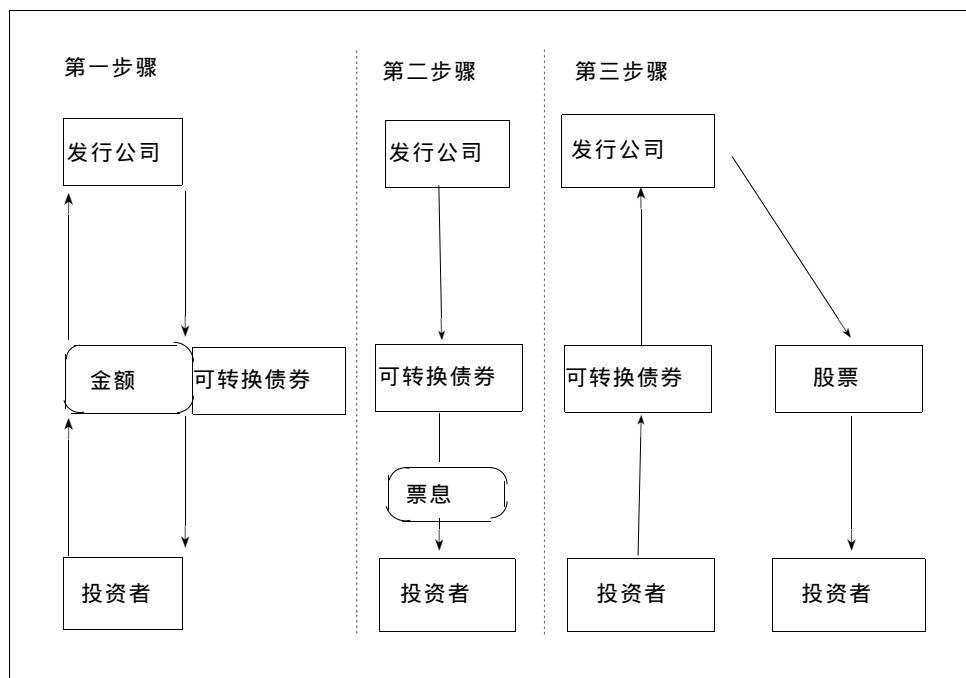 第一步骤
第二步骤
第三步骤
发行公司
发行公司
发行公司
金额
可转换债券
可转换债券
可转换债券
股票
票息
投资者
投资者
投资者
投资者